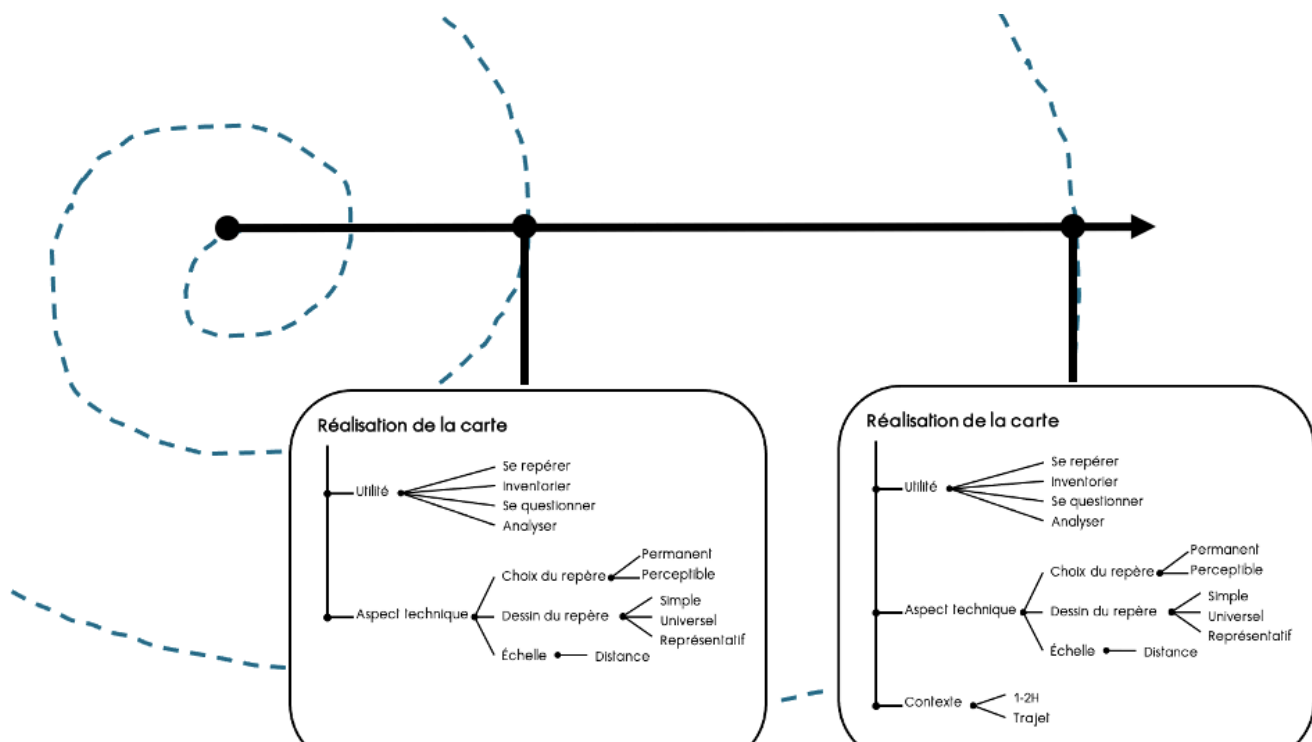 Réalisation de la carte
Utilité
Se repérer
Inventorier
Se questionner
Analyser
Aspect technique
Choix du repère
Permanent
Perceptible
Dessin du repère
Simple
Universel
Représentatif
Échelle
Distance
Réalisation de la carte
Utilité
Se repérer
Inventorier
Se questionner
Analyser
Aspect technique
Choix du repère
Permanent
Perceptible
Dessin du repère
Simple
Universel
Représentatif
Échelle
Distance
Contexte
1-2H
Trajet